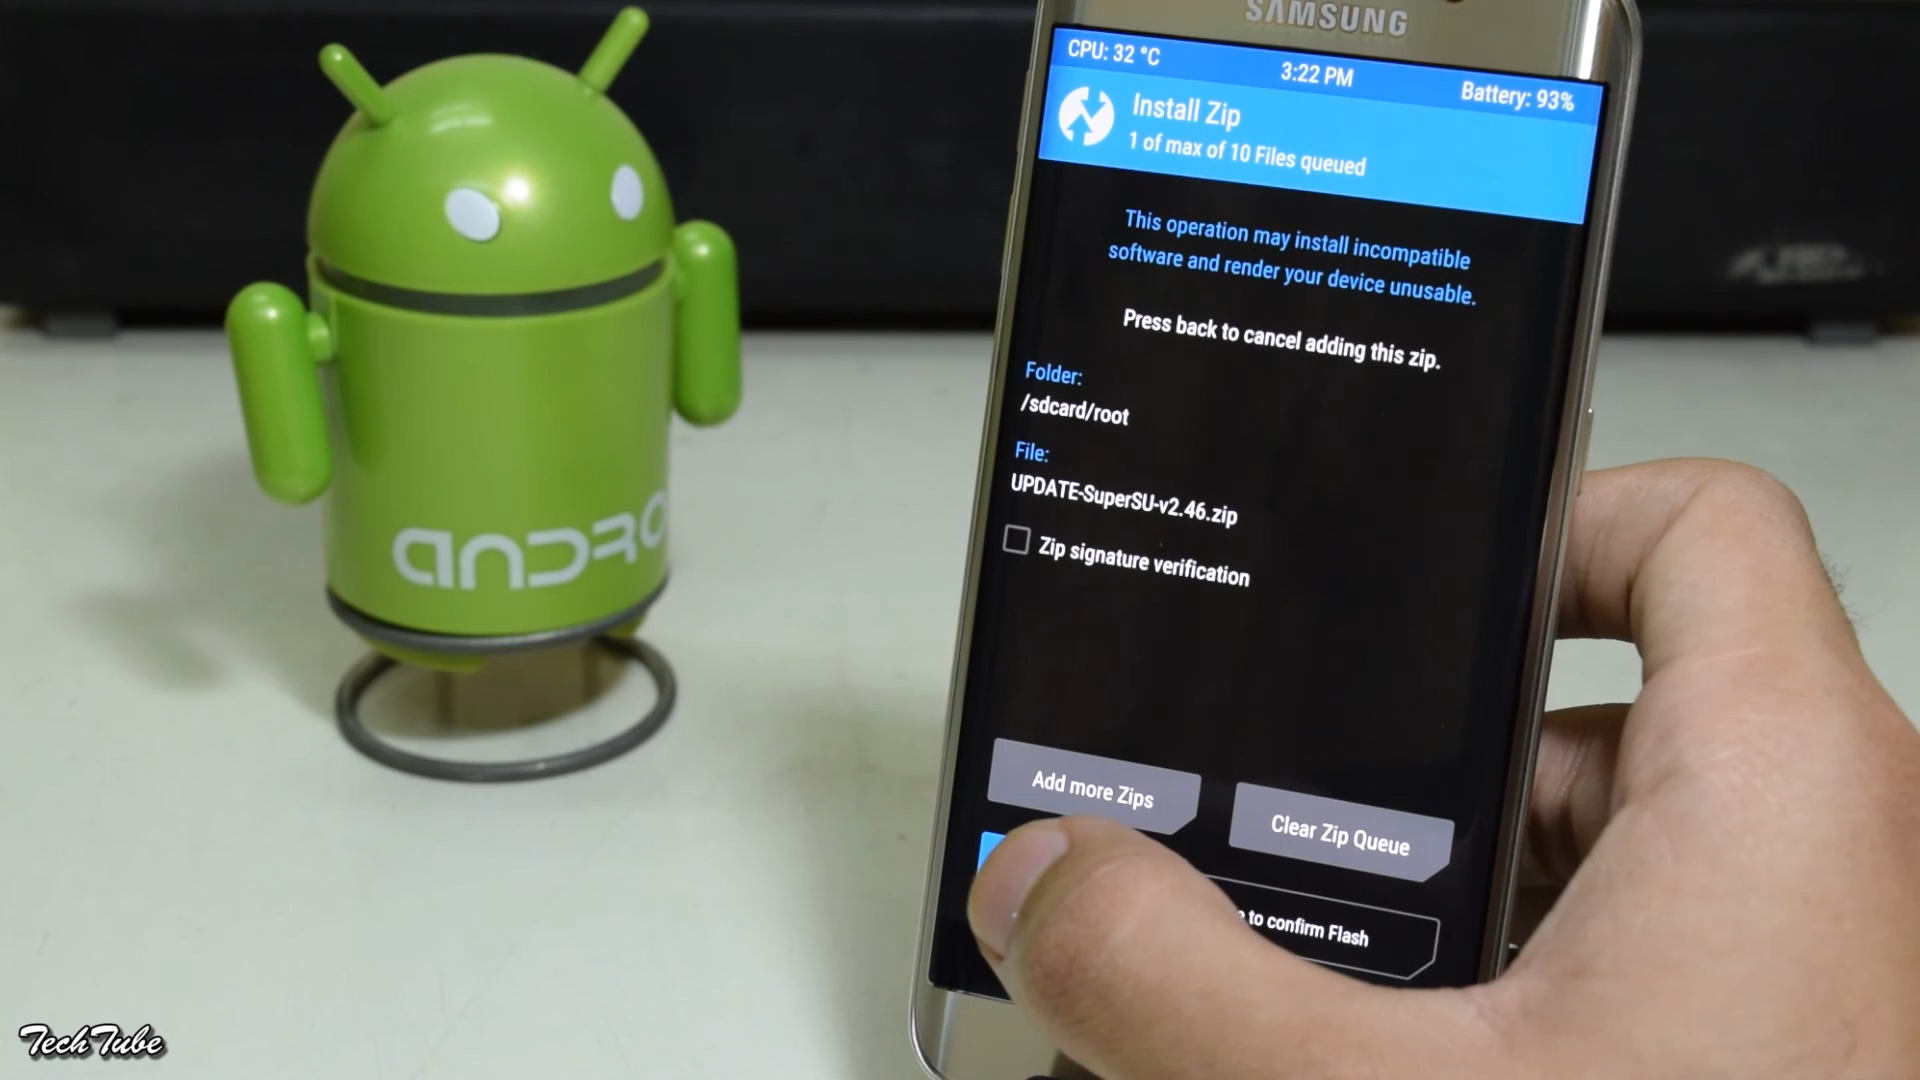 SAMSUNG
CPU: 32 °C
3:22 PM
Battery: 93%
Install Zip
1 of max of 10 Files queued
This operation may install incompatible
software and render your device unusable.
Press back to cancel adding this zip.
Folder:
/sdcard/root
File:
UPDATE-SuperSU-v2.46.zip
Zip signature verification
Add more Zips
Clear Zip Queue
to confirm Flash
ANDRO
TechTube